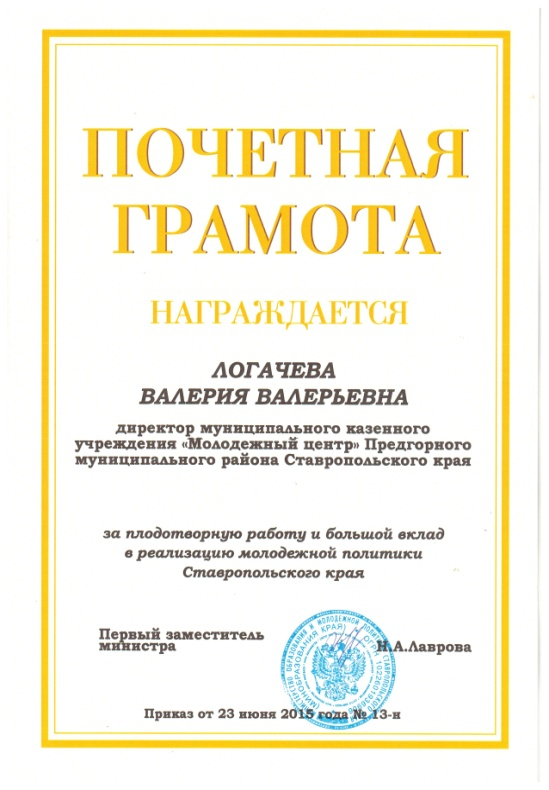 ПОЧЕТНАЯ
ГРАМОТА
НАГРАЖДАЕТСЯ
ЛОГАЧЕВА
ВАЛЕРИЯ ВАЛЕРЬЕВНА
директор муниципального казенного
учреждения «Молодежный центр» Предгорного
муниципального района Ставропольского края
за плодотворную работу и большой вклад
в реализацию молодежной политики
Ставропольского края
Первый заместитель
министра
Н.А.Лаврова
Приказ от 23 июня 2015 года № 13-н